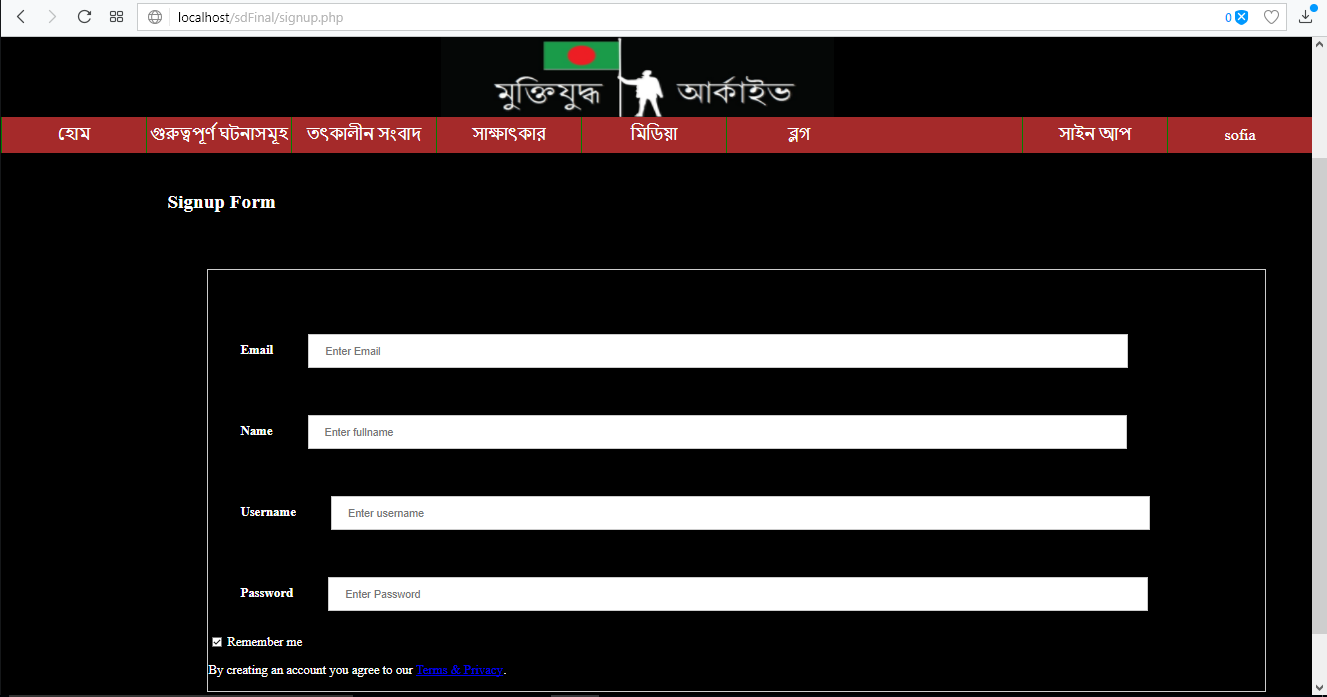 localhost/sdFinal/signup.php
0
মুক্তিযুদ্ধ আর্কাইভ
হোম গুরুত্বপূর্ণ ঘটনাসমূহ তৎকালীন সংবাদ সাক্ষাৎকার মিডিয়া ব্লগ সাইন আপ sofia
Signup Form
Email Enter Email
Name Enter fullname
Username Enter username
Password Enter Password
Remember me
By creating an account you agree to our Terms & Privacy.